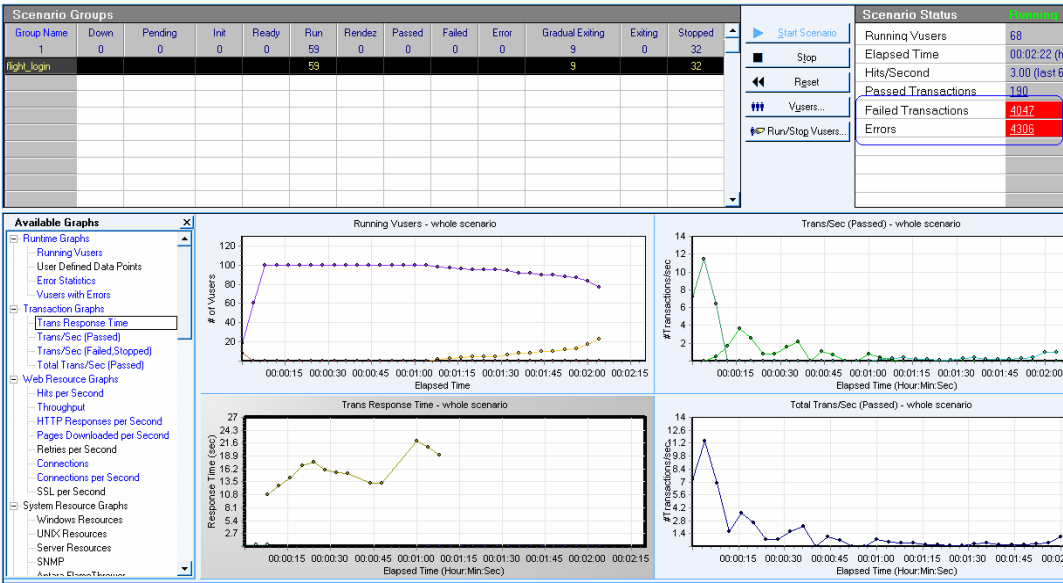 Scenario Groups
Group Name Down Pending Init Ready Run Rendez Passed Failed Error Gradual Exiting Exiting Stopped
1 0 0 0 0 59 0 0 0 0 9 0 32
flight_login 59 9 32
Start Scenario
Stop
Reset
Vusers...
Run/Stop Vusers...
Scenario Status Running
Running Vusers 68
Elapsed Time 00:02:22 (h
Hits/Second 3.00 (last 6
Passed Transactions 190
Failed Transactions 4047
Errors 4306
Available Graphs X
Runtime Graphs
Running Vusers
User Defined Data Points
Error Statistics
Vusers with Errors
Transaction Graphs
Trans Response Time
Trans/Sec (Passed)
Trans/Sec (Failed,Stopped)
Total Trans/Sec (Passed)
Web Resource Graphs
Hits per Second
Throughput
HTTP Responses per Second
Pages Downloaded per Second
Retries per Second
Connections
Connections per Second
SSL per Second
System Resource Graphs
Windows Resources
UNIX Resources
Server Resources
SNMP
Antara FlameThrower
Running Vusers - whole scenario
# of Vusers
120
100
80
60
40
20
00:00:15 00:00:30 00:00:45 00:01:00 00:01:15 00:01:30 00:01:45 00:02:00 00:02:15
Elapsed Time
Trans/Sec (Passed) - whole scenario
#Transactions/sec
14
12
10
8
6
4
2
00:00:15 00:00:30 00:00:45 00:01:00 00:01:15 00:01:30 00:01:45 00:02:00
Elapsed Time (Hour:Min:Sec)
Trans Response Time - whole scenario
Response Time (sec)
27
24.3
21.6
18.9
16.2
13.5
10.8
8.1
5.4
2.7
00:00:15 00:00:30 00:00:45 00:01:00 00:01:15 00:01:30 00:01:45 00:02:00 00:02:15
Elapsed Time (Hour:Min:Sec)
Total Trans/Sec (Passed) - whole scenario
#Transactions/sec
14
12.6
11.2
9.8
8.4
7
5.6
4.2
2.8
1.4
00:00:15 00:00:30 00:00:45 00:01:00 00:01:15 00:01:30 00:01:45 00:02
Elapsed Time (Hour:Min:Sec)